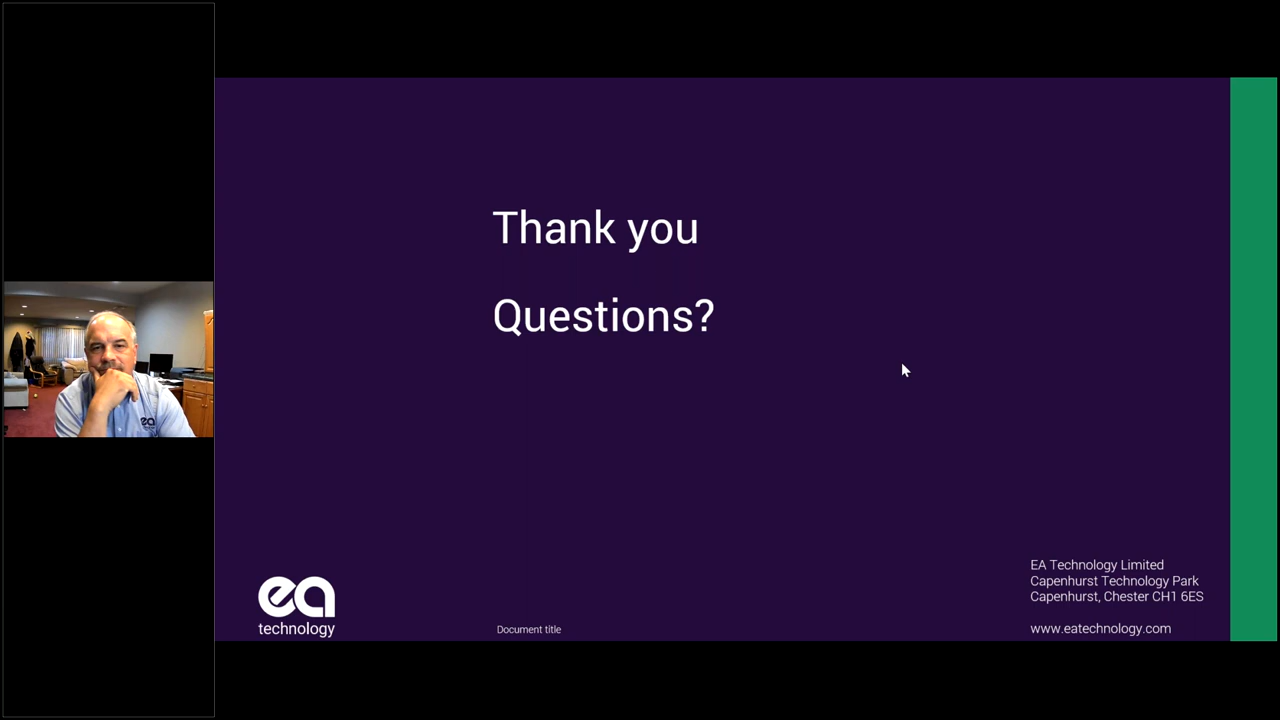 Thank you
Questions?
ea
ea
technology
Document title
EA Technology Limited
Capenhurst Technology Park
Capenhurst, Chester CH1 6ES
www.eatechnology.com